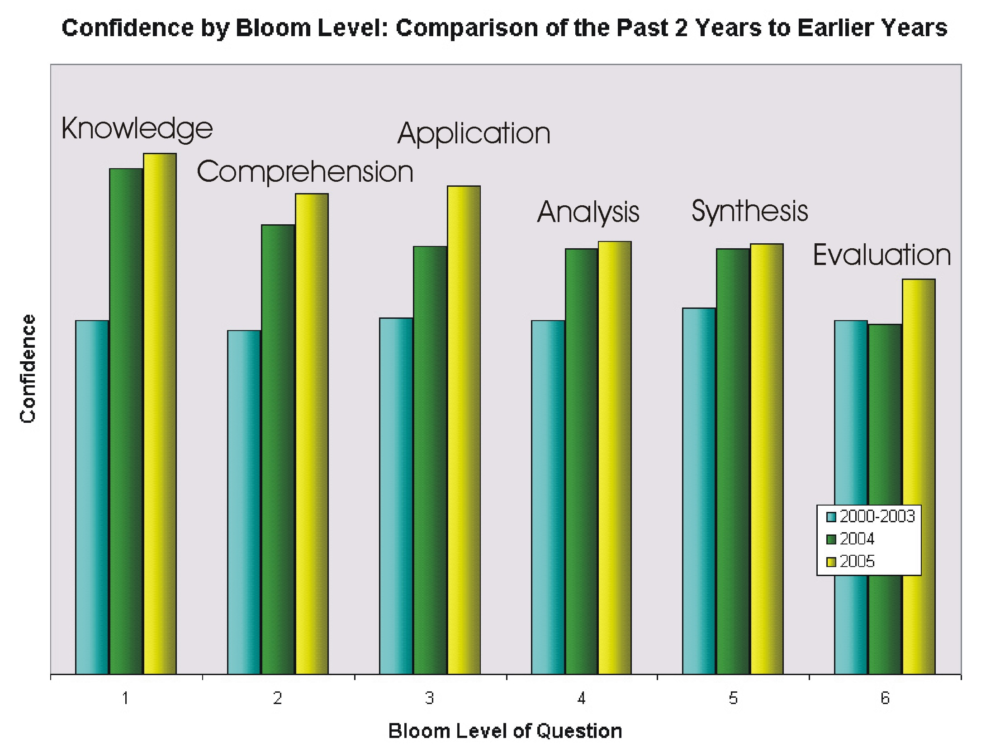 Confidence by Bloom Level: Comparison of the Past 2 Years to Earlier Years
Knowledge
Application
Comprehension
Analysis
Synthesis
Evaluation
Confidence
2000-2003
2004
2005
1 2 3 4 5 6
Bloom Level of Question